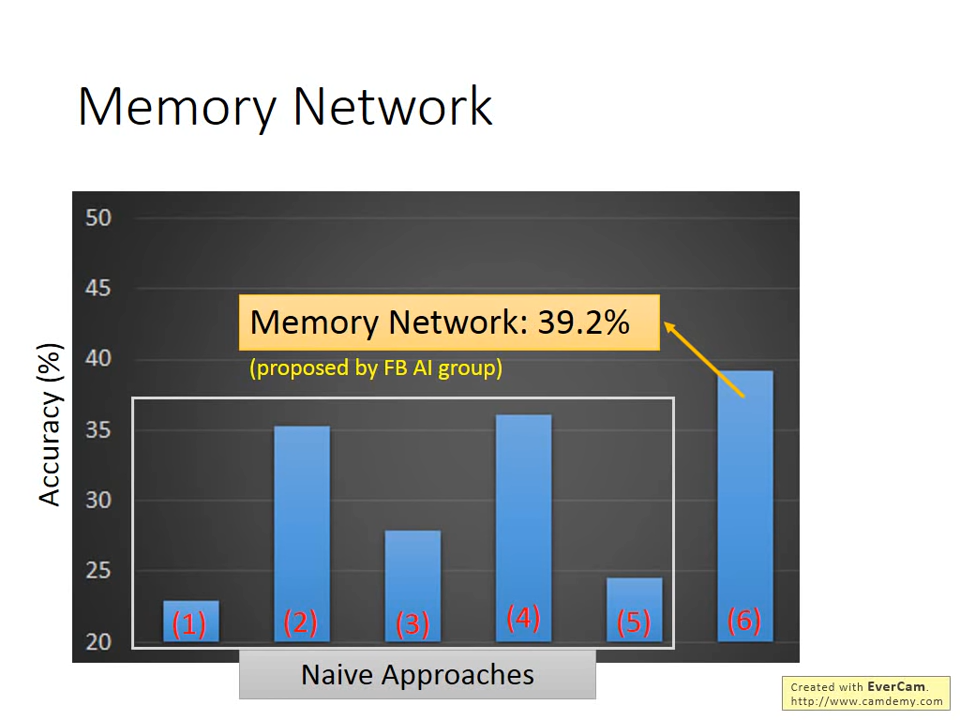 Memory Network
50
45
Memory Network: 39.2%
40
(proposed by FB AI group)
Accuracy (%)
35
30
25
20
(1)
(2)
(3)
(4)
(5)
(6)
Naive Approaches
Created with EverCam.
http://www.camdemy.com